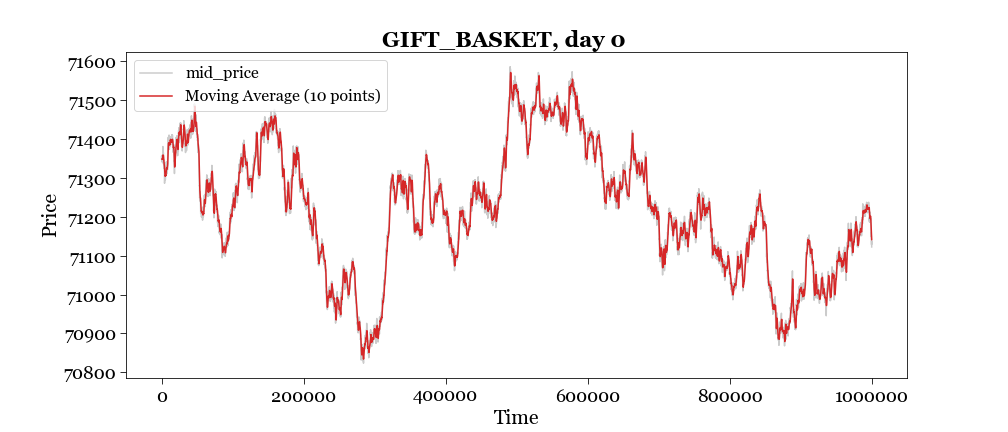 GIFT_BASKET, day 0
mid_price
Moving Average (10 points)
Price
71600
71500
71400
71300
71200
71100
71000
70900
70800
0 200000 400000 600000 800000 1000000
Time